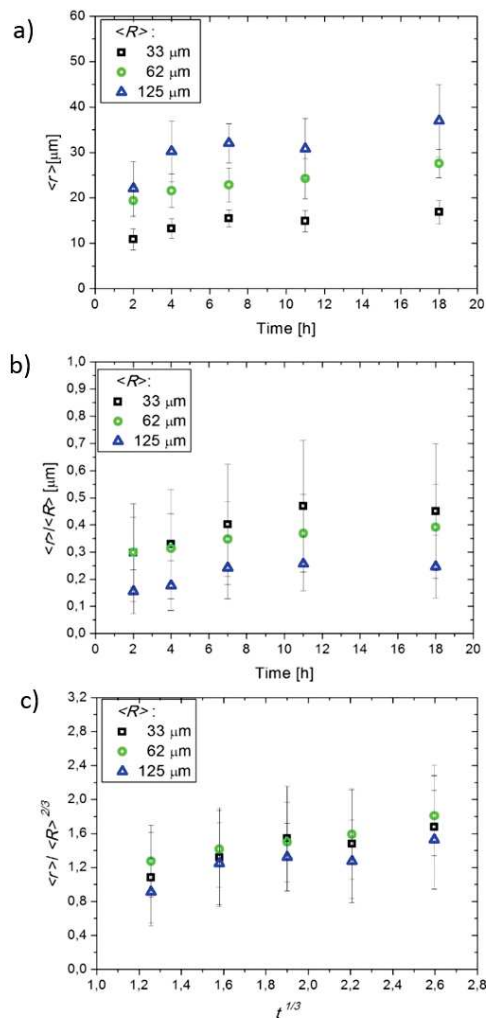 a)
<R> :
33 μm
62 μm
125 μm
<r>[μm]
60
50
40
30
20
10
0
0 2 4 6 8 10 12 14 16 18 20
Time [h]
b)
<R>:
33 μm
62 μm
125 μm
<r>/<R> [μm]
1,0
0,9
0,8
0,7
0,6
0,5
0,4
0,3
0,2
0,1
0,0
0 2 4 6 8 10 12 14 16 18 20
Time [h]
c)
<R> :
33 μm
62 μm
125 μm
<r>/ <R> 2/3
3,2
2,8
2,4
2,0
1,6
1,2
0,8
0,4
0,0
1,0 1,2 1,4 1,6 1,8 2,0 2,2 2,4 2,6 2,8
t 1/3